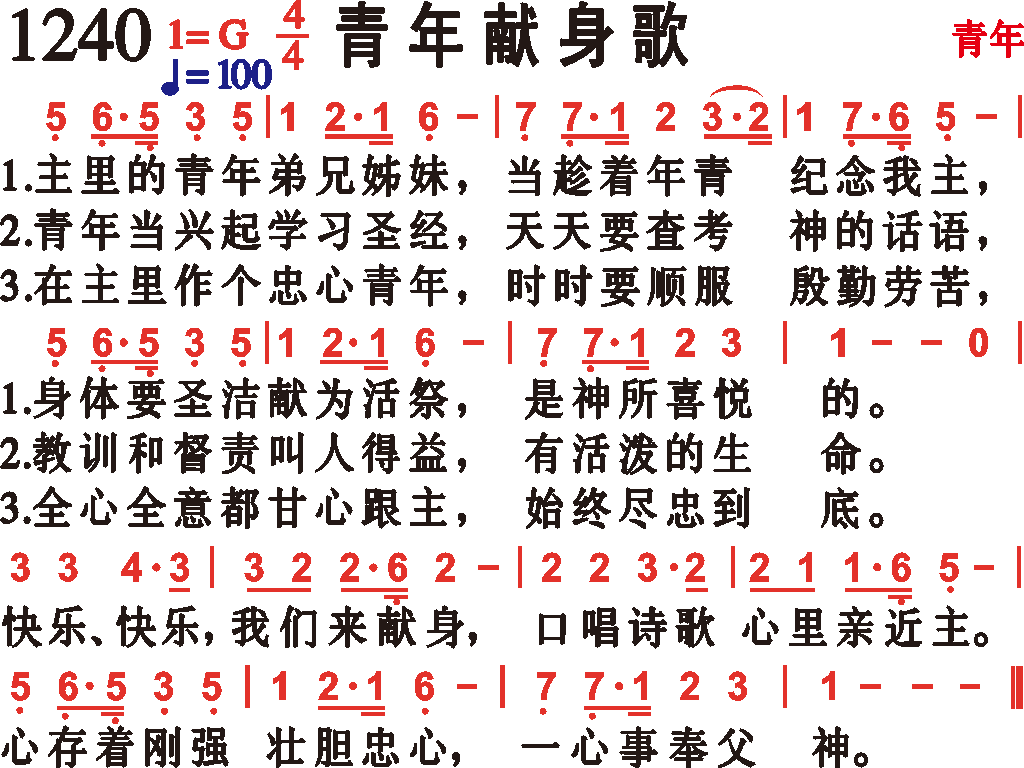 1240 1=G 4/4 ♩=100 青年献身歌 青年
5 6·5 3 5 | 1 2·1 6 – | 7 7·1 2 3·2 | 1 7·6 5 – |
1.主里的青年弟兄姊妹，当趁着年青 纪念我主，
2.青年当兴起学习圣经，天天要查考 神的话语，
3.在主里作个忠心青年，时时要顺服 殷勤劳苦，
5 6·5 3 5 | 1 2·1 6 – | 7 7·1 2 3 | 1 – – 0 |
1.身体要圣洁献为活祭，是神所喜悦 的。
2.教训和督责叫人得益，有活泼的生 命。
3.全心全意都甘心跟主，始终尽忠到 底。
3 3 4·3 | 3 2 2·6 2 – | 2 2 3·2 | 2 1 1·6 5 – |
快乐、快乐，我们来献身，口唱诗歌 心里亲近主。
5 6·5 3 5 | 1 2·1 6 – | 7 7·1 2 3 | 1 – – –
心存着刚强 壮胆忠心，一心事奉父 神。